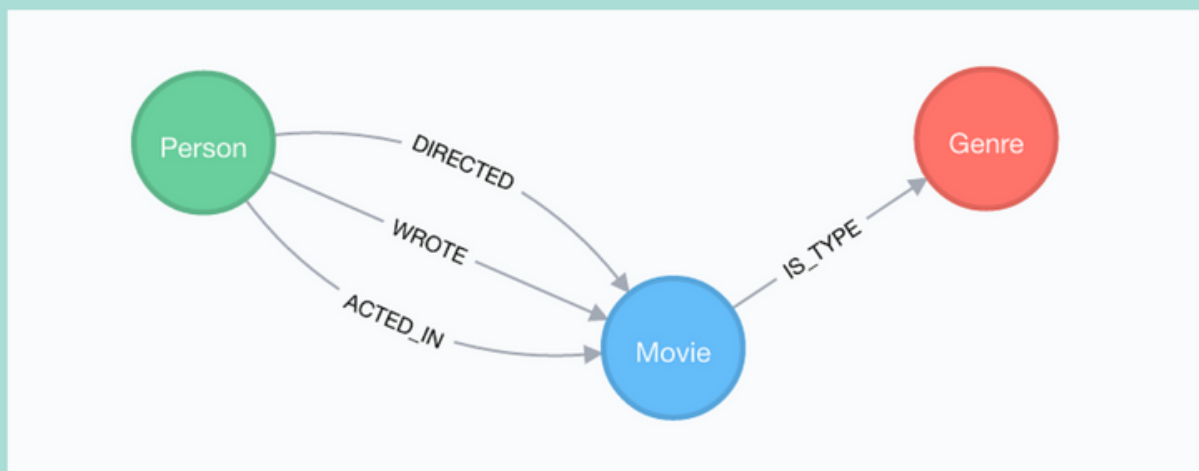 Person
DIRECTED
WROTE
ACTED_IN
Movie
IS_TYPE
Genre